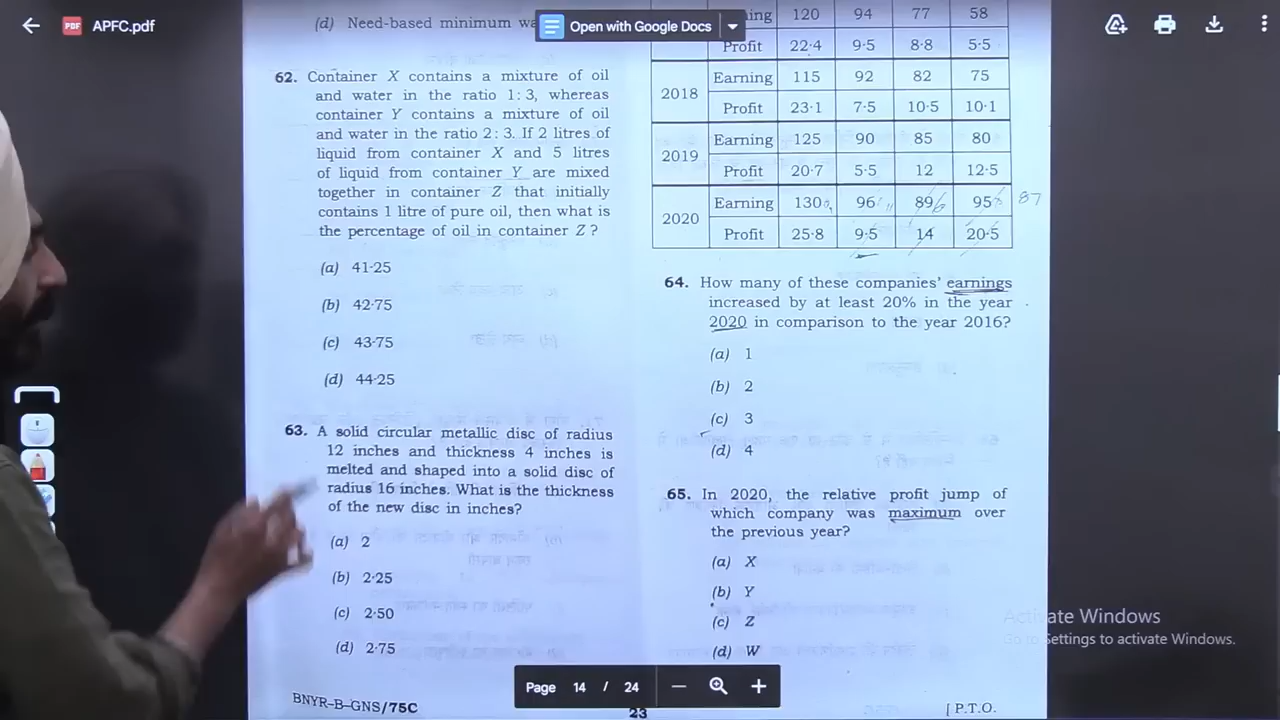 APFC.pdf
Open with Google Docs
(d) Need-based minimum wa
62. Container X contains a mixture of oil
and water in the ratio 1 : 3, whereas
container Y contains a mixture of oil
and water in the ratio 2 : 3. If 2 litres of
liquid from container X and 5 litres
of liquid from container Y are mixed
together in container Z that initially
contains 1 litre of pure oil, then what is
the percentage of oil in container Z ?
(a) 41·25
(b) 42·75
(c) 43·75
(d) 44·25
63. A solid circular metallic disc of radius
12 inches and thickness 4 inches is
melted and shaped into a solid disc of
radius 16 inches. What is the thickness
of the new disc in inches?
(a) 2
(b) 2·25
(c) 2·50
(d) 2·75
BNYR-B-GNS/75C
ing 120 94 77 58
Profit 22·4 9·5 8·8 5·5
2018 Earning 115 92 82 75
Profit 23·1 7·5 10·5 10·1
2019 Earning 125 90 85 80
Profit 20·7 5·5 12 12·5
2020 Earning 130 96 89 95 87
Profit 25·8 9·5 14 20·5
64. How many of these companies' earnings
increased by at least 20% in the year
2020 in comparison to the year 2016?
(a) 1
(b) 2
(c) 3
(d) 4
65. In 2020, the relative profit jump of
which company was maximum over
the previous year?
(a) X
(b) Y
(c) Z
(d) W
23
[ P.T.O.
Activate Windows
Go to Settings to activate Windows.
Page 14 / 24